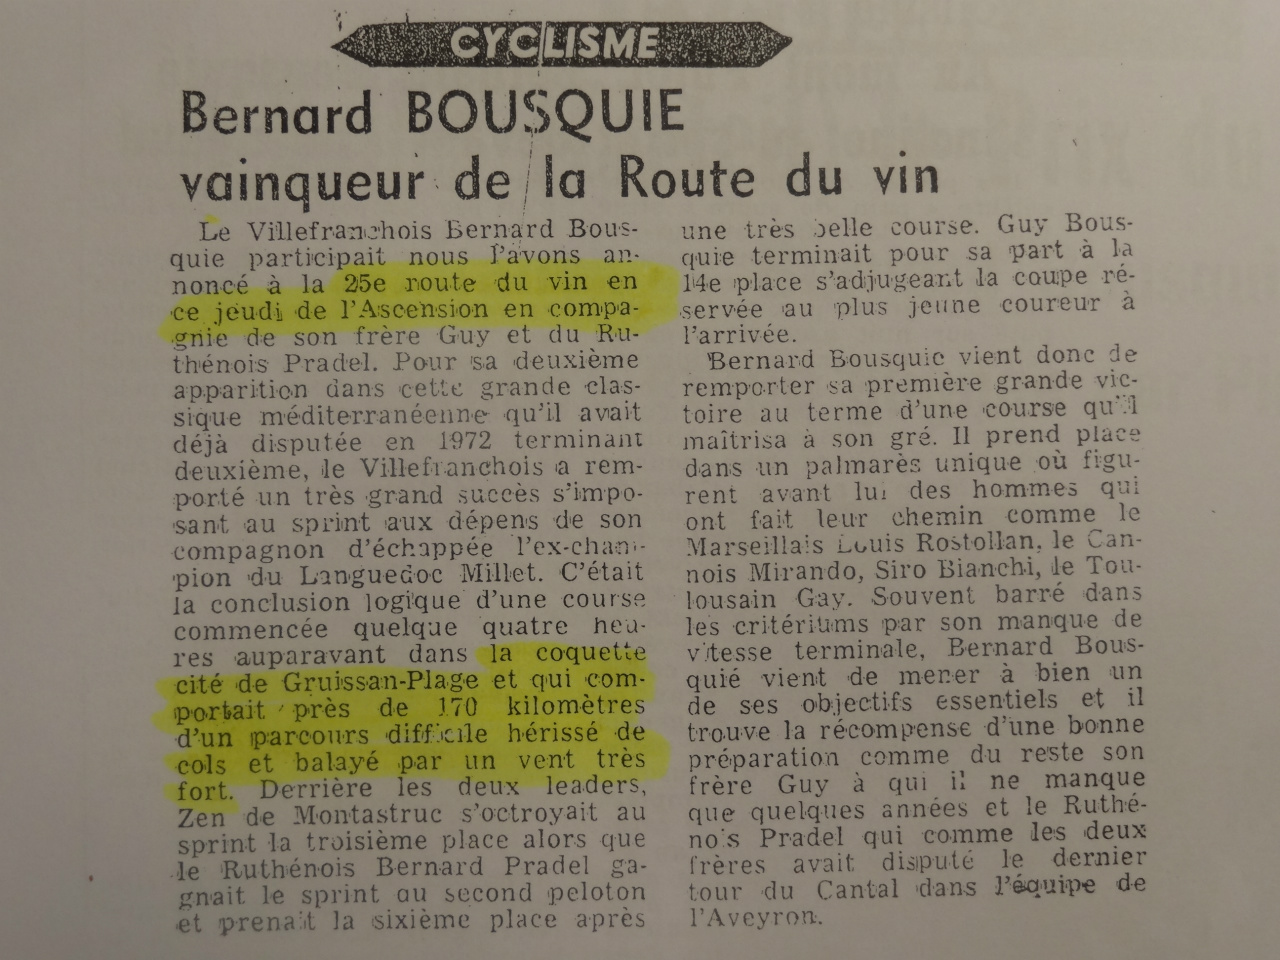 CYCLISME
Bernard BOUSQUIE
vainqueur de la Route du vin
Le Villefranchois Bernard Bous-
quie participait nous l'avons an-
noncé à la 25e route du vin en
ce jeudi de l'Ascension en compa-
gnie de son frère Guy et du Ru-
thénois Pradel. Pour sa deuxième
apparition dans cette grande clas-
sique méditerranéenne qu'il avait
déjà disputée en 1972 terminant
deuxième, le Villefranchois a rem-
porté un très grand succès s'impo-
sant au sprint aux dépens de son
compagnon d'échappée l'ex-cham-
pion du Languedoc Millet. C'était
la conclusion logique d'une course
commencée quelque quatre heu-
res auparavant dans la coquette
cité de Gruissan-Plage et qui com-
portait près de 170 kilomètres
d'un parcours difficile hérissé de
cols et balayé par un vent très
fort. Derrière les deux leaders,
Zen de Montastruc s'octroyait au
sprint la troisième place alors que
le Ruthénois Bernard Pradel ga-
gnait le sprint au second peloton
et prenait la sixième place après
une très belle course. Guy Bous-
quie terminait pour sa part à la
14e place s'adjugeant la coupe ré-
servée au plus jeune coureur à
l'arrivée.
Bernard Bousquie vient donc de
remporter sa première grande vic-
toire au terme d'une course qu'il
maîtrisa à son gré. Il prend place
dans un palmarès unique où figu-
rent avant lui des hommes qui
ont fait leur chemin comme le
Marseillais Louis Rostollan, le Can-
nois Mirando, Siro Bianchi, le Tou-
lousain Gay. Souvent barré dans
les critériums par son manque de
vitesse terminale, Bernard Bous-
quié vient de mener à bien un
de ses objectifs essentiels et il
trouve la récompense d'une bonne
préparation comme du reste son
frère Guy à qui il ne manque
que quelques années et le Ruthé-
nois Pradel qui comme les deux
frères avait disputé le dernier
tour du Cantal dans l'équipe de
l'Aveyron.